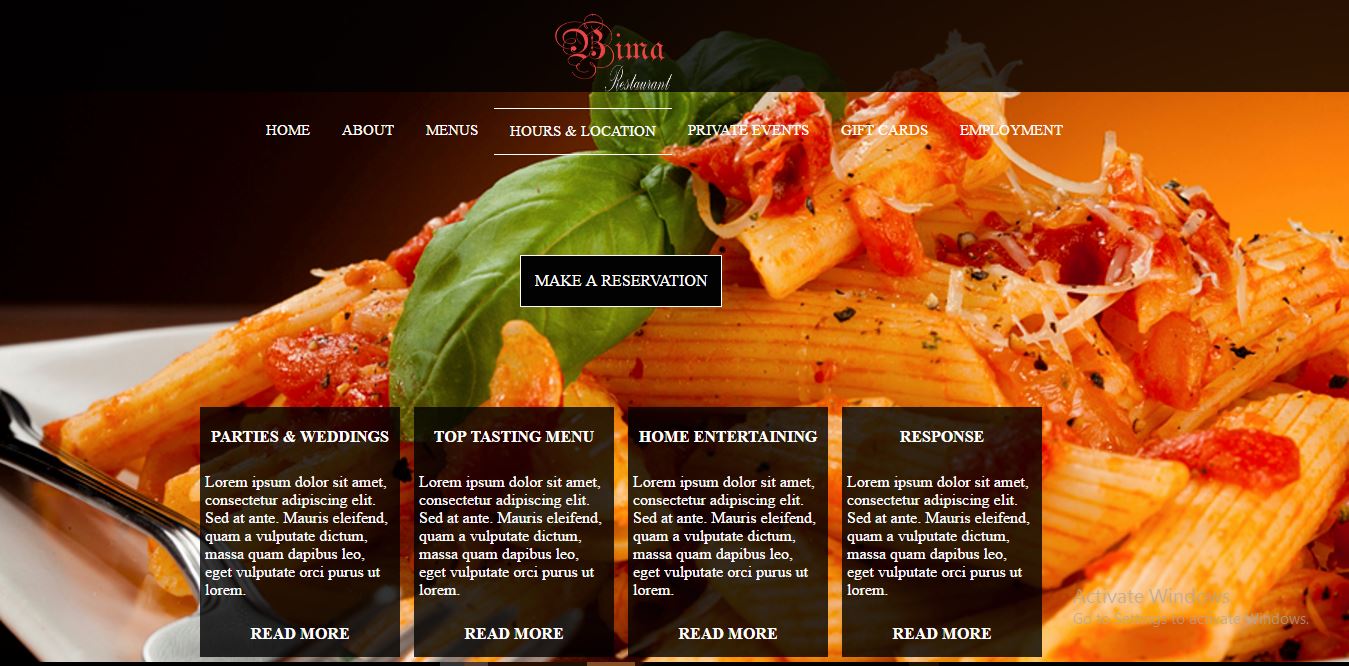 Bima
Restaurant
HOME ABOUT MENUS HOURS & LOCATION PRIVATE EVENTS GIFT CARDS EMPLOYMENT
MAKE A RESERVATION
PARTIES & WEDDINGS
Lorem ipsum dolor sit amet,
consectetur adipiscing elit.
Sed at ante. Mauris eleifend,
quam a vulputate dictum,
massa quam dapibus leo,
eget vulputate orci purus ut
lorem.
READ MORE
TOP TASTING MENU
Lorem ipsum dolor sit amet,
consectetur adipiscing elit.
Sed at ante. Mauris eleifend,
quam a vulputate dictum,
massa quam dapibus leo,
eget vulputate orci purus ut
lorem.
READ MORE
HOME ENTERTAINING
Lorem ipsum dolor sit amet,
consectetur adipiscing elit.
Sed at ante. Mauris eleifend,
quam a vulputate dictum,
massa quam dapibus leo,
eget vulputate orci purus ut
lorem.
READ MORE
RESPONSE
Lorem ipsum dolor sit amet,
consectetur adipiscing elit.
Sed at ante. Mauris eleifend,
quam a vulputate dictum,
massa quam dapibus leo,
eget vulputate orci purus ut
lorem.
READ MORE
Activate Windows
Go to Settings to activate Windows.